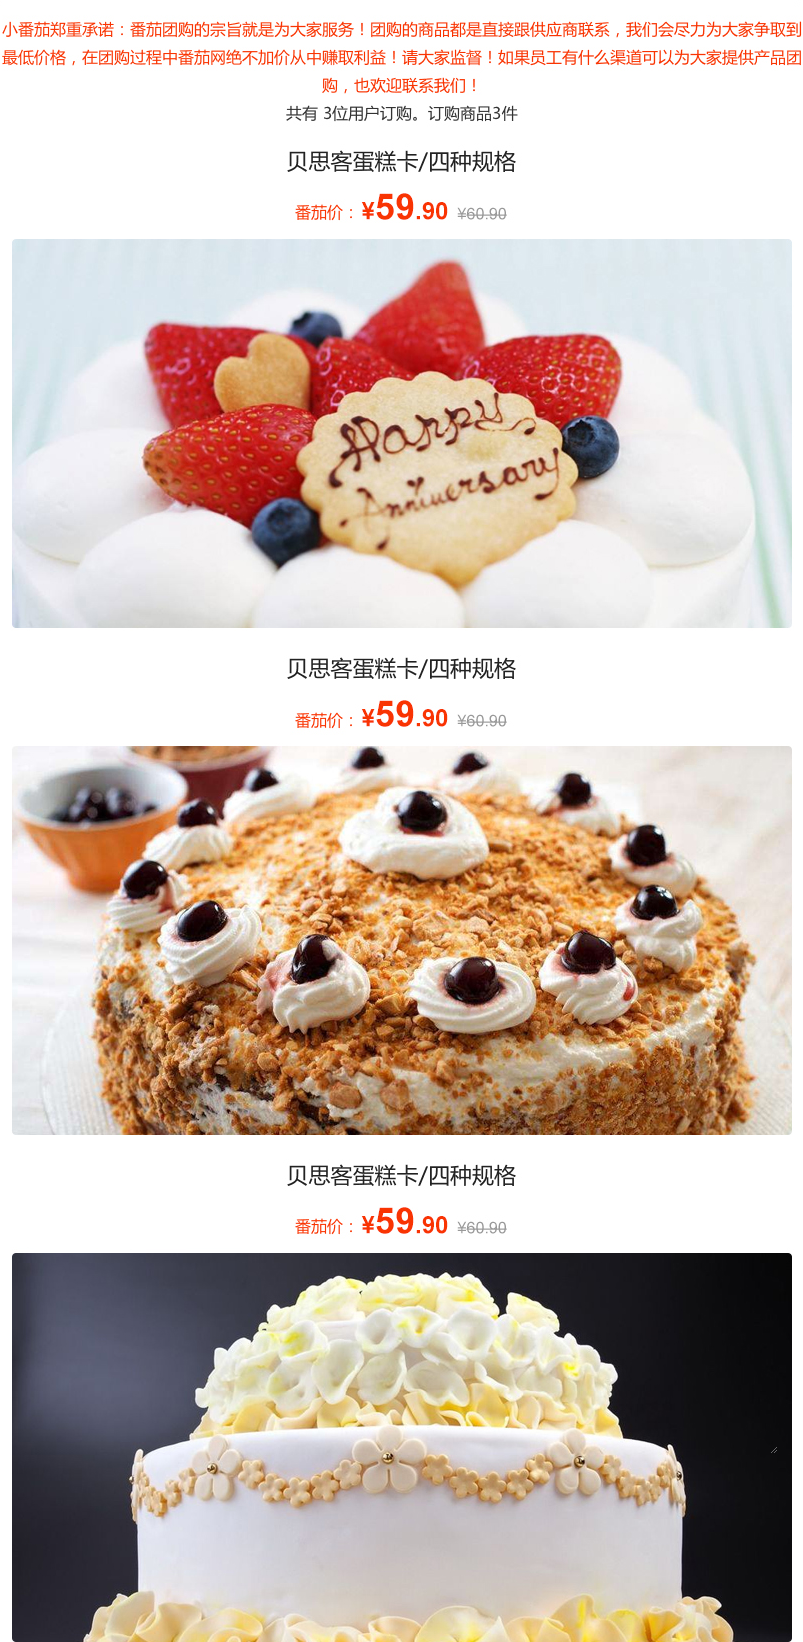 小番茄郑重承诺：番茄团购的宗旨就是为大家服务！团购的商品都是直接跟供应商联系，我们会尽力为大家争取到
最低价格，在团购过程中番茄网绝不加价从中赚取利益！请大家监督！如果员工有什么渠道可以为大家提供产品团
购，也欢迎联系我们！
共有 3位用户订购。订购商品3件
贝思客蛋糕卡/四种规格
番茄价：¥59.90 ¥60.90
Happy
Anniversary
贝思客蛋糕卡/四种规格
番茄价：¥59.90 ¥60.90
贝思客蛋糕卡/四种规格
番茄价：¥59.90 ¥60.90